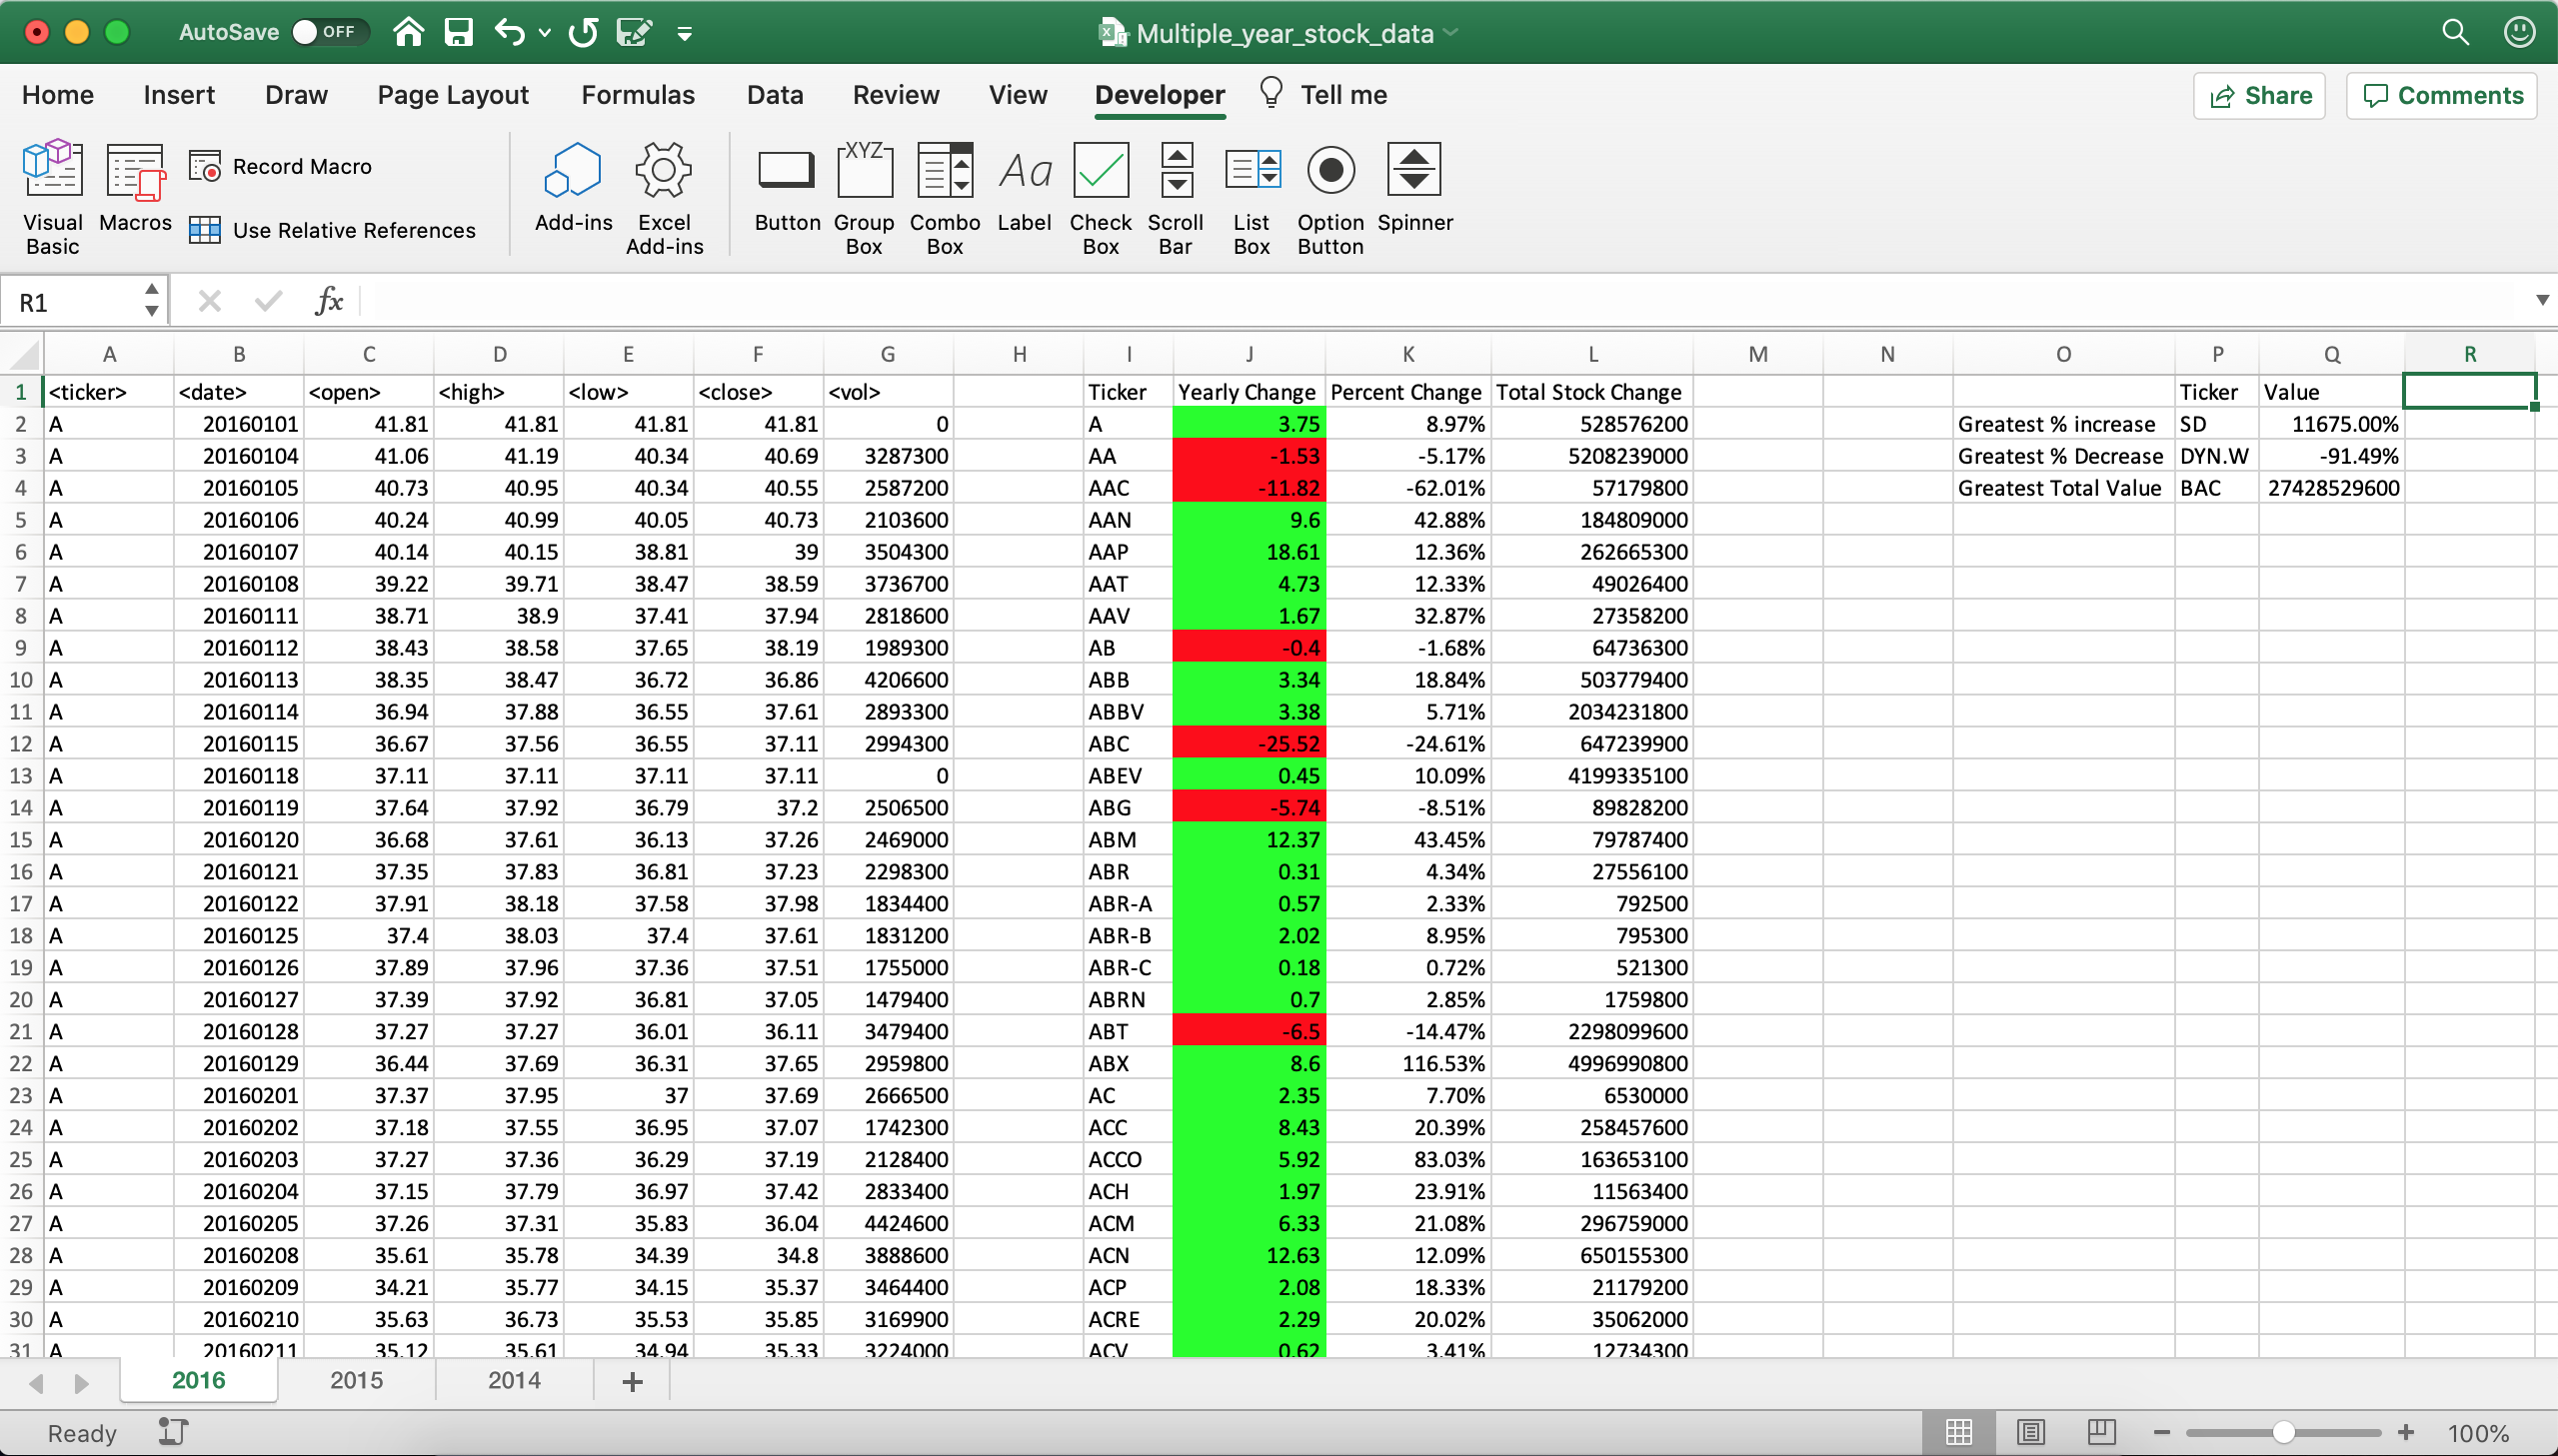 AutoSave OFF Multiple_year_stock_data
Home Insert Draw Page Layout Formulas Data Review View Developer Tell me Share Comments
Visual Basic Macros Record Macro Use Relative References Add-ins Excel Add-ins Button XYZ Group Box Combo Box Aa Label Check Box Scroll Bar List Box Option Button Spinner
R1 fx
A B C D E F G H I J K L M N O P Q R
1 <ticker> <date> <open> <high> <low> <close> <vol> Ticker Yearly Change Percent Change Total Stock Change Ticker Value
2 A 20160101 41.81 41.81 41.81 41.81 0 A 3.75 8.97% 528576200 Greatest % increase SD 11675.00%
3 A 20160104 41.06 41.19 40.34 40.69 3287300 AA -1.53 -5.17% 5208239000 Greatest % Decrease DYN.W -91.49%
4 A 20160105 40.73 40.95 40.34 40.55 2587200 AAC -11.82 -62.01% 57179800 Greatest Total Value BAC 27428529600
5 A 20160106 40.24 40.99 40.05 40.73 2103600 AAN 9.6 42.88% 184809000
6 A 20160107 40.14 40.15 38.81 39 3504300 AAP 18.61 12.36% 262665300
7 A 20160108 39.22 39.71 38.47 38.59 3736700 AAT 4.73 12.33% 49026400
8 A 20160111 38.71 38.9 37.41 37.94 2818600 AAV 1.67 32.87% 27358200
9 A 20160112 38.43 38.58 37.65 38.19 1989300 AB -0.4 -1.68% 64736300
10 A 20160113 38.35 38.47 36.72 36.86 4206600 ABB 3.34 18.84% 503779400
11 A 20160114 36.94 37.88 36.55 37.61 2893300 ABBV 3.38 5.71% 2034231800
12 A 20160115 36.67 37.56 36.55 37.11 2994300 ABC -25.52 -24.61% 647239900
13 A 20160118 37.11 37.11 37.11 37.11 0 ABEV 0.45 10.09% 4199335100
14 A 20160119 37.64 37.92 36.79 37.2 2506500 ABG -5.74 -8.51% 89828200
15 A 20160120 36.68 37.61 36.13 37.26 2469000 ABM 12.37 43.45% 79787400
16 A 20160121 37.35 37.83 36.81 37.23 2298300 ABR 0.31 4.34% 27556100
17 A 20160122 37.91 38.18 37.58 37.98 1834400 ABR-A 0.57 2.33% 792500
18 A 20160125 37.4 38.03 37.4 37.61 1831200 ABR-B 2.02 8.95% 795300
19 A 20160126 37.89 37.96 37.36 37.51 1755000 ABR-C 0.18 0.72% 521300
20 A 20160127 37.39 37.92 36.81 37.05 1479400 ABRN 0.7 2.85% 1759800
21 A 20160128 37.27 37.27 36.01 36.11 3479400 ABT -6.5 -14.47% 2298099600
22 A 20160129 36.44 37.69 36.31 37.65 2959800 ABX 8.6 116.53% 4996990800
23 A 20160201 37.37 37.95 37 37.69 2666500 AC 2.35 7.70% 6530000
24 A 20160202 37.18 37.55 36.95 37.07 1742300 ACC 8.43 20.39% 258457600
25 A 20160203 37.27 37.36 36.29 37.19 2128400 ACCO 5.92 83.03% 163653100
26 A 20160204 37.15 37.79 36.97 37.42 2833400 ACH 1.97 23.91% 11563400
27 A 20160205 37.26 37.31 35.83 36.04 4424600 ACM 6.33 21.08% 296759000
28 A 20160208 35.61 35.78 34.39 34.8 3888600 ACN 12.63 12.09% 650155300
29 A 20160209 34.21 35.77 34.15 35.37 3464400 ACP 2.08 18.33% 21179200
30 A 20160210 35.63 36.73 35.53 35.85 3169900 ACRE 2.29 20.02% 35062000
31 A 20160211 35.12 35.61 34.94 35.33 3224000 ACV 0.62 3.41% 12734300
2016 2015 2014
Ready 100%